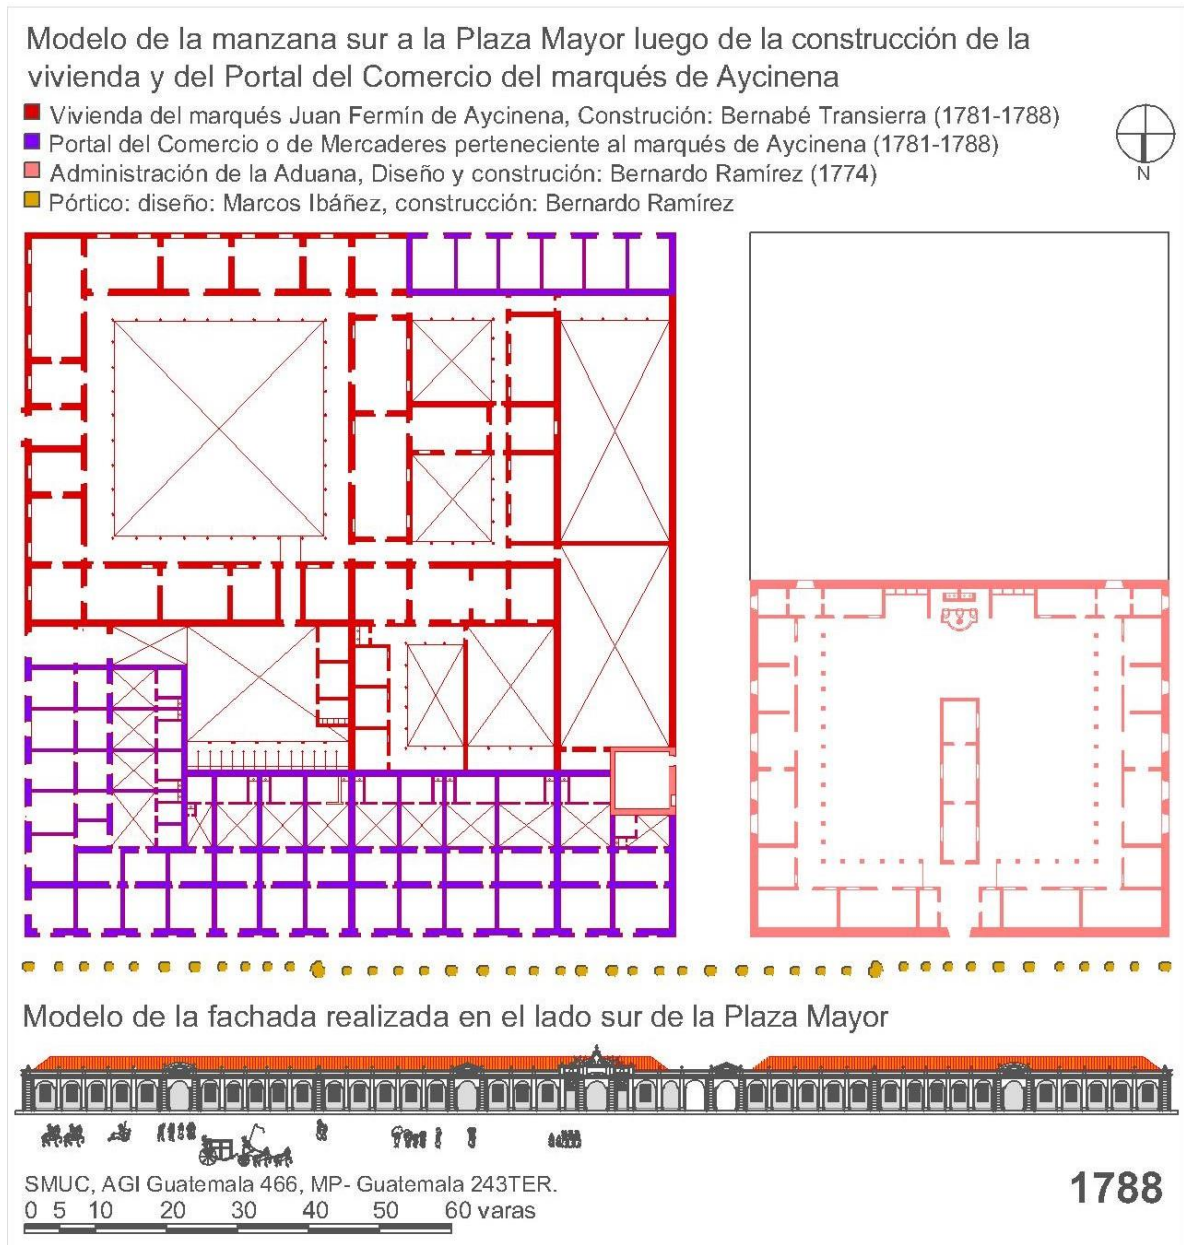 Modelo de la manzana sur a la Plaza Mayor luego de la construcción de la
vivienda y del Portal del Comercio del marqués de Aycinena
Vivienda del marqués Juan Fermín de Aycinena, Construción: Bernabé Transierra (1781-1788)
Portal del Comercio o de Mercaderes perteneciente al marqués de Aycinena (1781-1788)
Administración de la Aduana, Diseño y construción: Bernardo Ramírez (1774)
Pórtico: diseño: Marcos Ibáñez, construcción: Bernardo Ramírez
N
Modelo de la fachada realizada en el lado sur de la Plaza Mayor
SMUC, AGI Guatemala 466, MP- Guatemala 243TER.
0 5 10 20 30 40 50 60 varas
1788